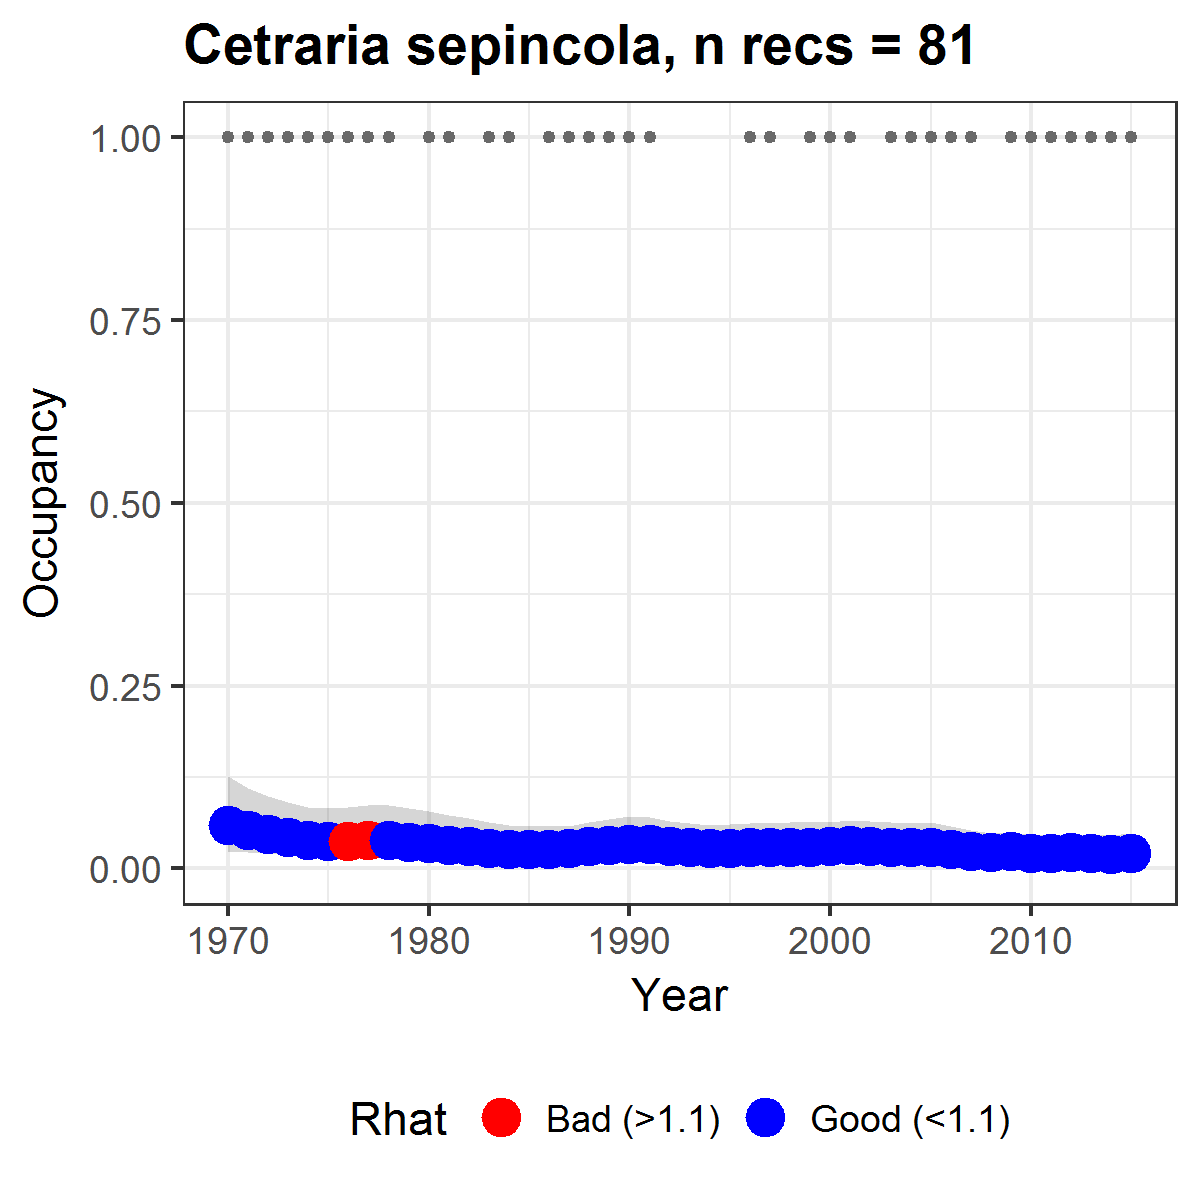 Cetraria sepincola, n recs = 81
1.00
0.75
0.50
0.25
0.00
Occupancy
1970 1980 1990 2000 2010
Year
Rhat Bad (>1.1) Good (<1.1)